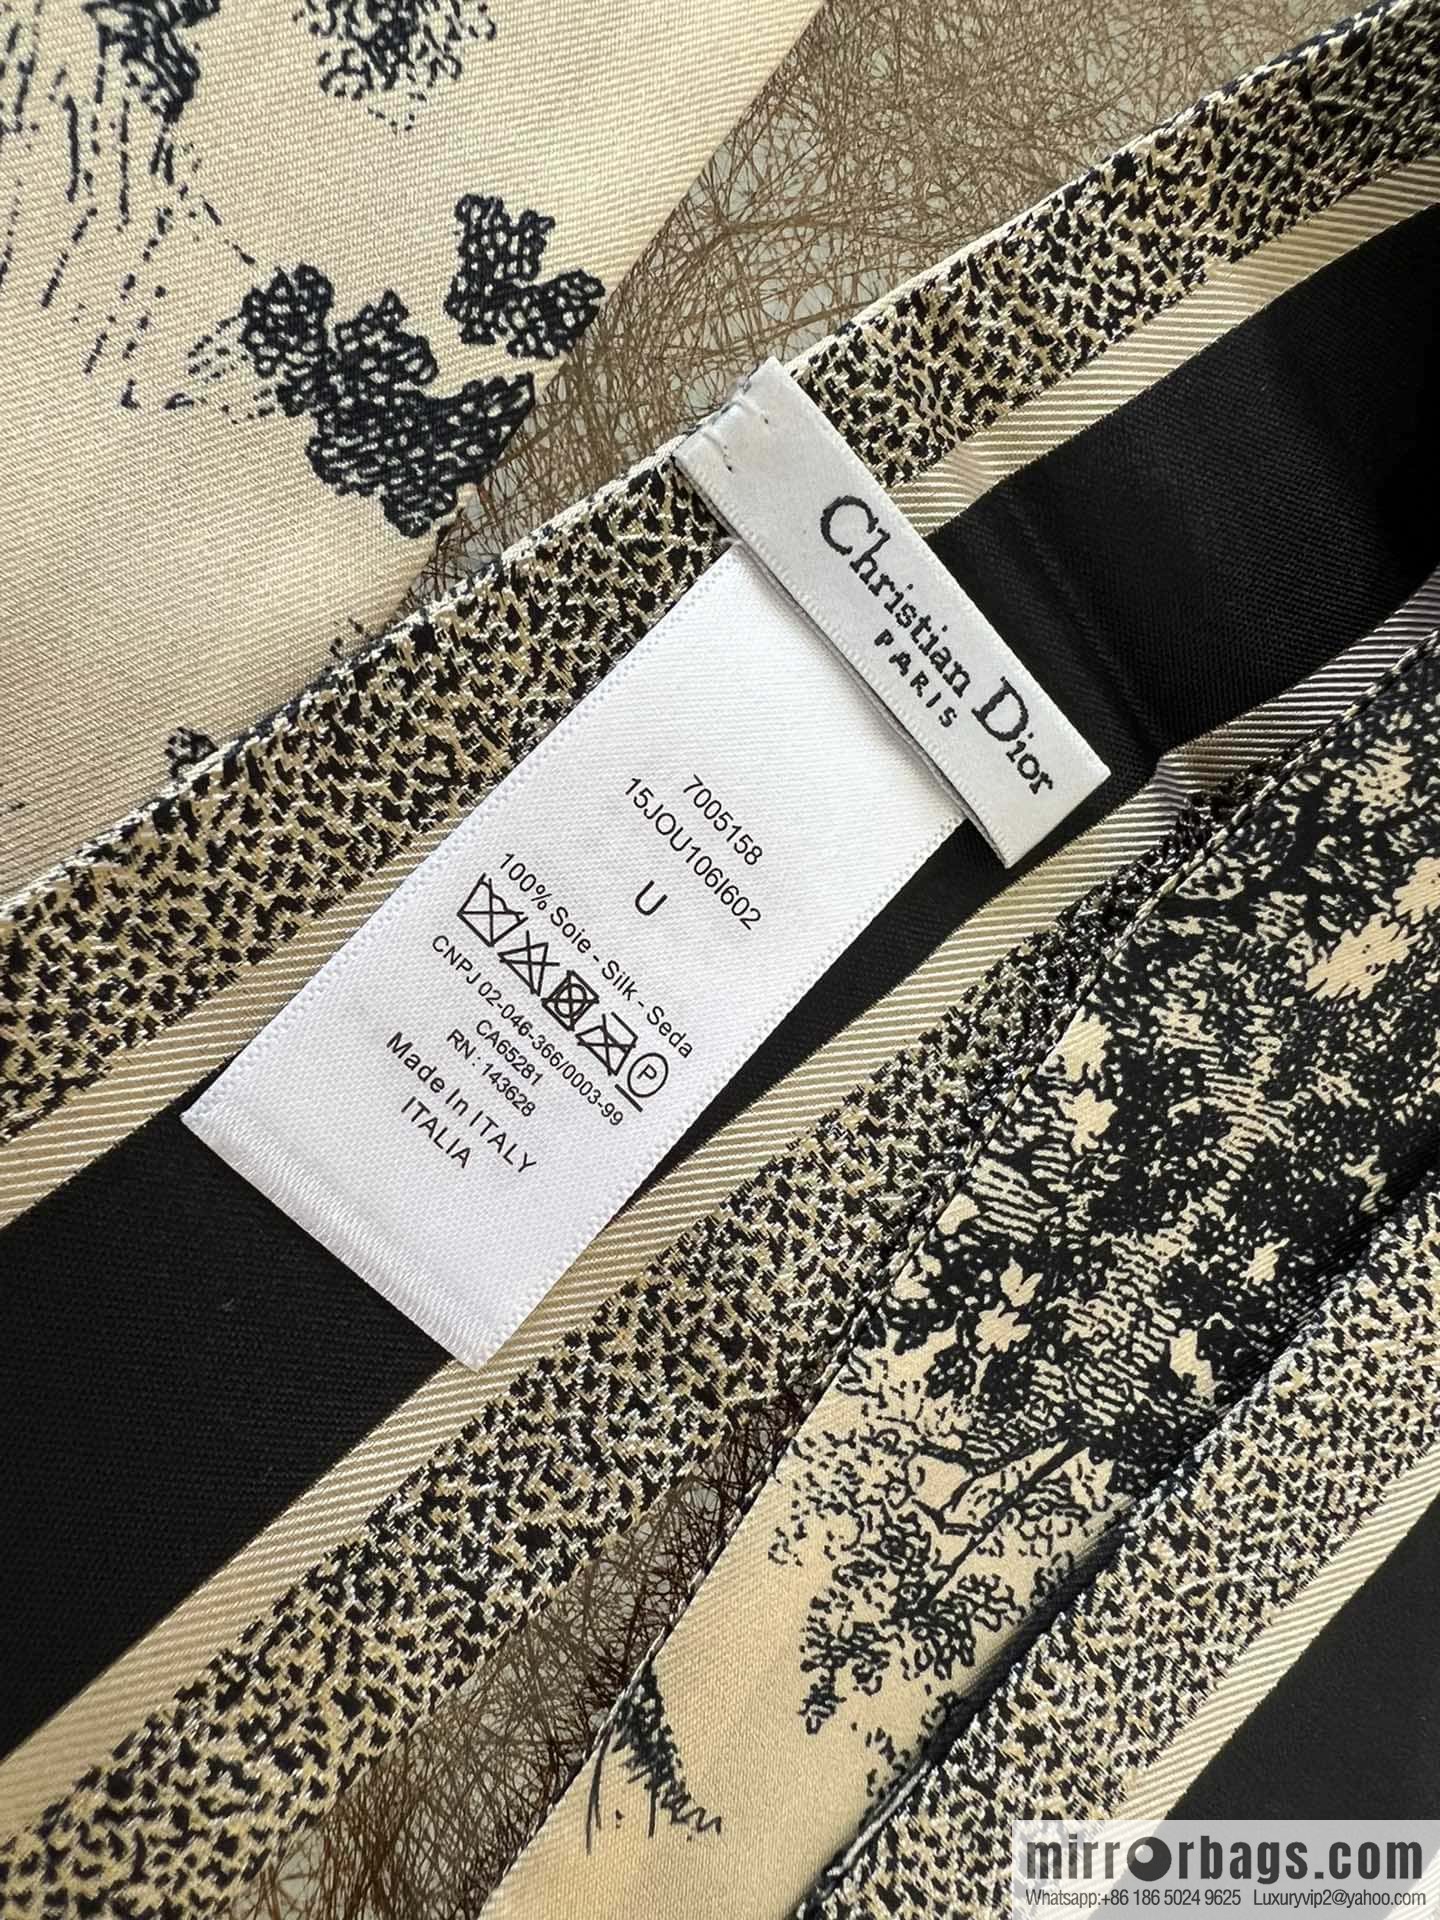 Christian Dior
PARIS
7005158
15JOU106I602
U
100% Soie - Silk - Seda
P
CNPJ 02-046-366/0003-99
CA65281
RN : 143628
Made In ITALY
ITALIA
mirrorbags.com
Whatsapp:+86 186 5024 9625 Luxuryvip2@yahoo.com